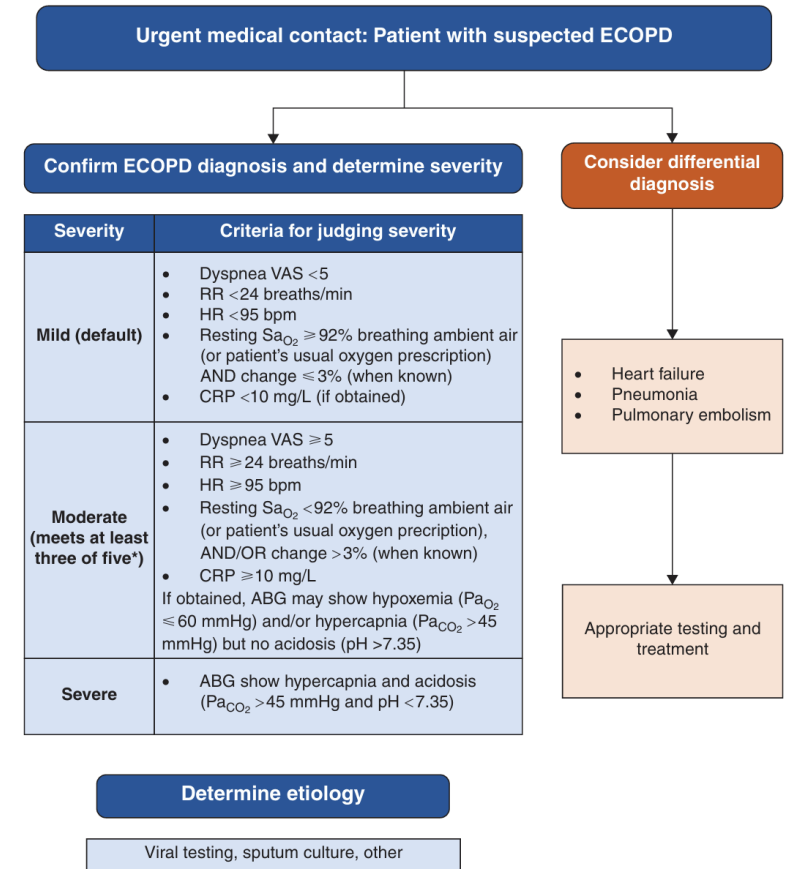 Urgent medical contact: Patient with suspected ECOPD
Confirm ECOPD diagnosis and determine severity
Severity
Criteria for judging severity
Mild (default)
• Dyspnea VAS <5
• RR <24 breaths/min
• HR <95 bpm
• Resting SaO2 ⩾92% breathing ambient air
(or patient's usual oxygen prescription)
AND change ⩽3% (when known)
• CRP <10 mg/L (if obtained)
Moderate
(meets at least
three of five*)
• Dyspnea VAS ⩾5
• RR ⩾24 breaths/min
• HR ⩾95 bpm
• Resting SaO2 <92% breathing ambient air
(or patient's usual oxygen precription),
AND/OR change >3% (when known)
• CRP ⩾10 mg/L
If obtained, ABG may show hypoxemia (PaO2
⩽60 mmHg) and/or hypercapnia (PaCO2 >45
mmHg) but no acidosis (pH >7.35)
Severe
• ABG show hypercapnia and acidosis
(PaCO2 >45 mmHg and pH <7.35)
Consider differential
diagnosis
• Heart failure
• Pneumonia
• Pulmonary embolism
Appropriate testing and
treatment
Determine etiology
Viral testing, sputum culture, other